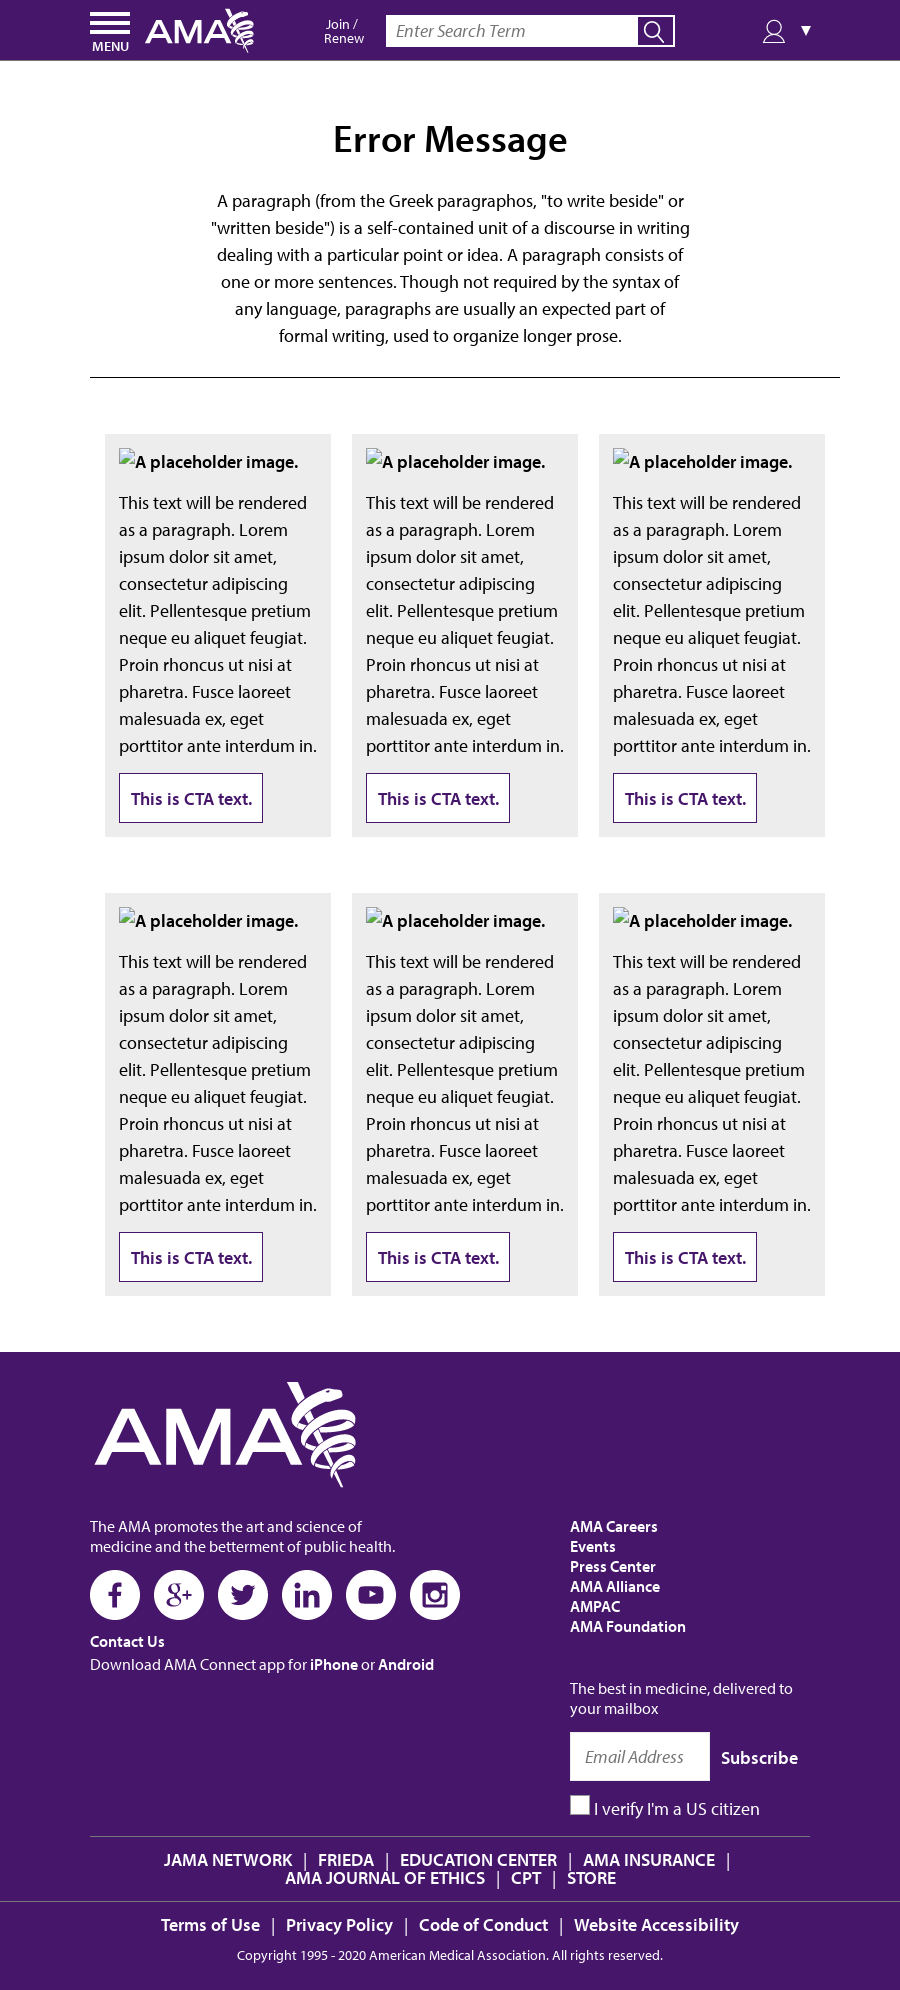 MENU
AMA
Join /
Renew
Enter Search Term
Error Message
A paragraph (from the Greek paragraphos, "to write beside" or
"written beside") is a self-contained unit of a discourse in writing
dealing with a particular point or idea. A paragraph consists of
one or more sentences. Though not required by the syntax of
any language, paragraphs are usually an expected part of
formal writing, used to organize longer prose.
A placeholder image.
This text will be rendered
as a paragraph. Lorem
ipsum dolor sit amet,
consectetur adipiscing
elit. Pellentesque pretium
neque eu aliquet feugiat.
Proin rhoncus ut nisi at
pharetra. Fusce laoreet
malesuada ex, eget
porttitor ante interdum in.
This is CTA text.
A placeholder image.
This text will be rendered
as a paragraph. Lorem
ipsum dolor sit amet,
consectetur adipiscing
elit. Pellentesque pretium
neque eu aliquet feugiat.
Proin rhoncus ut nisi at
pharetra. Fusce laoreet
malesuada ex, eget
porttitor ante interdum in.
This is CTA text.
A placeholder image.
This text will be rendered
as a paragraph. Lorem
ipsum dolor sit amet,
consectetur adipiscing
elit. Pellentesque pretium
neque eu aliquet feugiat.
Proin rhoncus ut nisi at
pharetra. Fusce laoreet
malesuada ex, eget
porttitor ante interdum in.
This is CTA text.
A placeholder image.
This text will be rendered
as a paragraph. Lorem
ipsum dolor sit amet,
consectetur adipiscing
elit. Pellentesque pretium
neque eu aliquet feugiat.
Proin rhoncus ut nisi at
pharetra. Fusce laoreet
malesuada ex, eget
porttitor ante interdum in.
This is CTA text.
A placeholder image.
This text will be rendered
as a paragraph. Lorem
ipsum dolor sit amet,
consectetur adipiscing
elit. Pellentesque pretium
neque eu aliquet feugiat.
Proin rhoncus ut nisi at
pharetra. Fusce laoreet
malesuada ex, eget
porttitor ante interdum in.
This is CTA text.
A placeholder image.
This text will be rendered
as a paragraph. Lorem
ipsum dolor sit amet,
consectetur adipiscing
elit. Pellentesque pretium
neque eu aliquet feugiat.
Proin rhoncus ut nisi at
pharetra. Fusce laoreet
malesuada ex, eget
porttitor ante interdum in.
This is CTA text.
AMA
The AMA promotes the art and science of
medicine and the betterment of public health.
Contact Us
Download AMA Connect app for iPhone or Android
AMA Careers
Events
Press Center
AMA Alliance
AMPAC
AMA Foundation
The best in medicine, delivered to
your mailbox
Email Address
Subscribe
I verify I'm a US citizen
JAMA NETWORK | FRIEDA | EDUCATION CENTER | AMA INSURANCE |
AMA JOURNAL OF ETHICS | CPT | STORE
Terms of Use | Privacy Policy | Code of Conduct | Website Accessibility
Copyright 1995 - 2020 American Medical Association. All rights reserved.